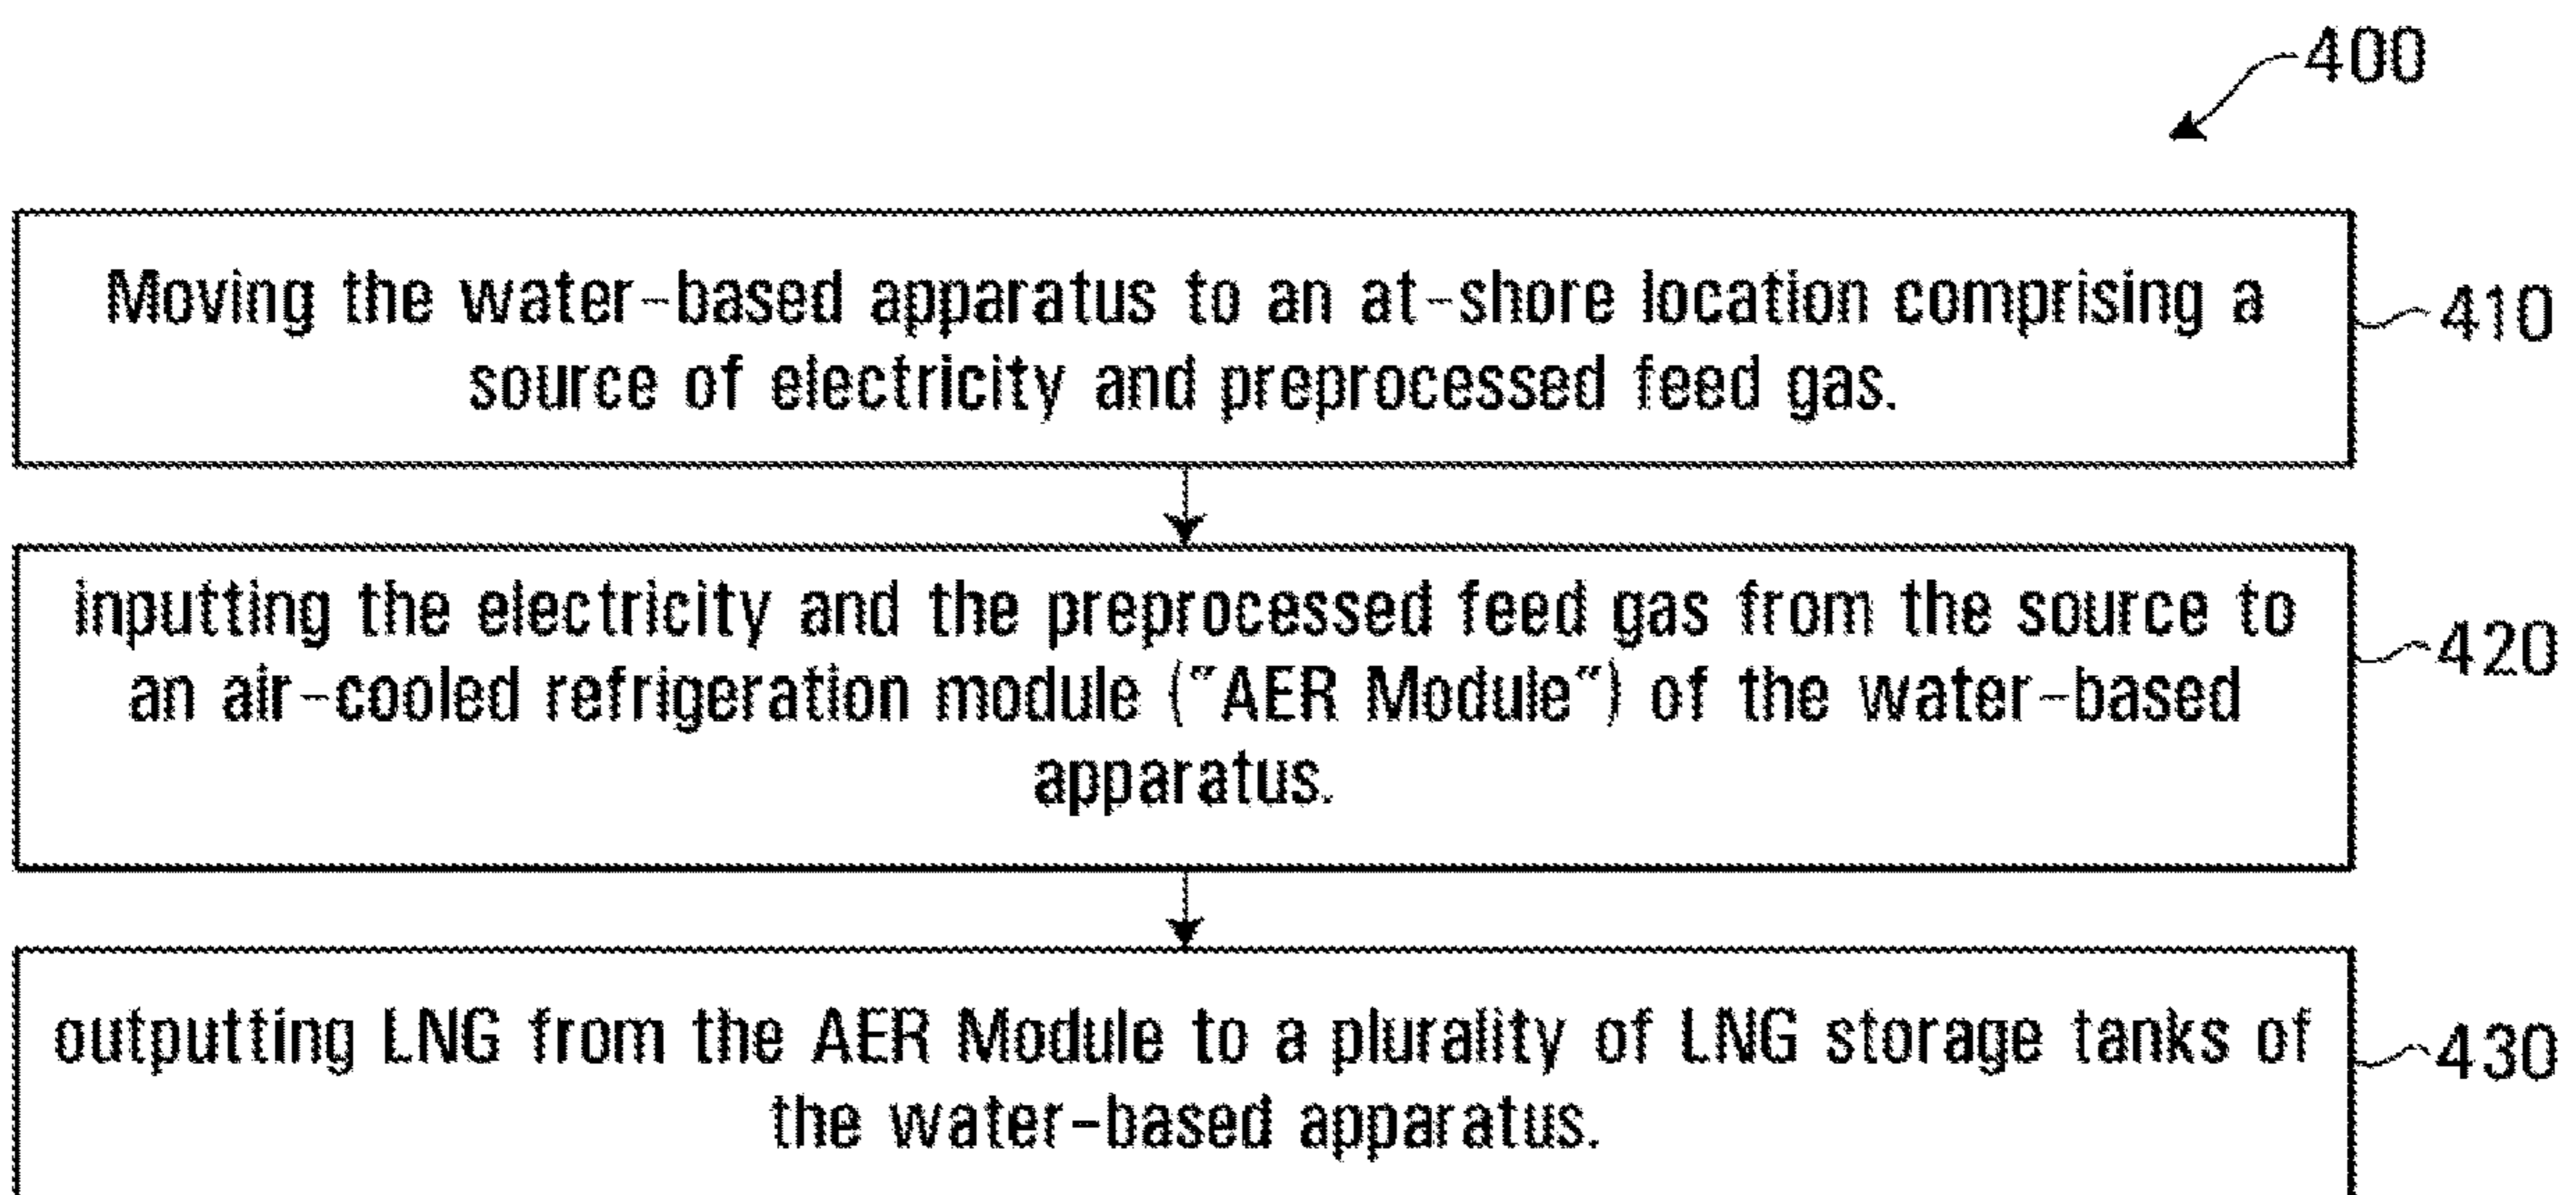 400
Moving the water-based apparatus to an at-shore location comprising a
source of electricity and preprocessed feed gas.
410
inputting the electricity and the preprocessed feed gas from the source to
an air-cooled refrigeration module ("AER Module") of the water-based
apparatus.
420
outputting LNG from the AER Module to a plurality of LNG storage tanks of
the water-based apparatus.
430